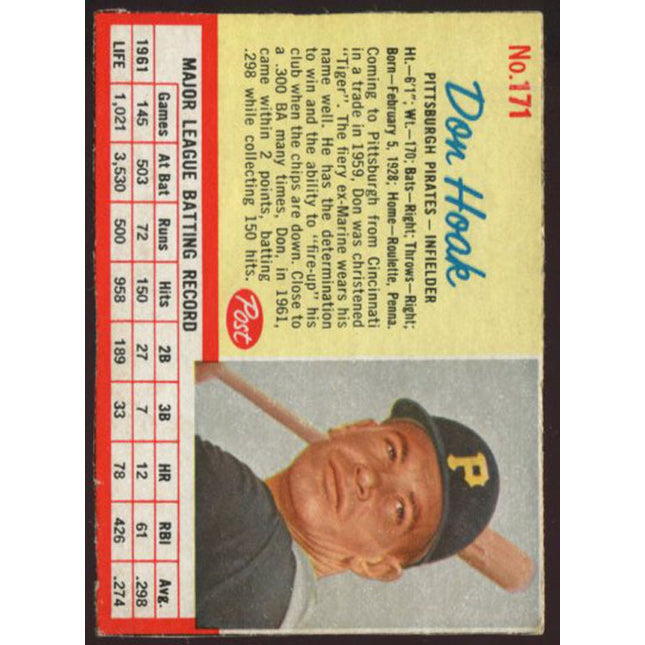 No.171
Don Hoak
PITTSBURGH PIRATES — INFIELDER
Ht.—6'1"; Wt.—170; Bats—Right; Throws—Right;
Born—February 5, 1928; Home—Roulette, Penna.
Coming to Pittsburgh from Cincinnati
in a trade in 1959, Don was christened
"Tiger". The fiery ex-Marine wears his
name well. He has the determination
to win and the ability to "fire-up" his
club when the chips are down. Close to
a .300 BA many times, Don, in 1961,
came within 2 points, batting
.298 while collecting 150 hits.
Post
P
MAJOR LEAGUE BATTING RECORD
Games At Bat Runs Hits 2B 3B HR RBI Avg.
1961 145 503 72 150 27 7 12 61 .298
LIFE 1,021 3,530 500 958 189 33 78 426 .274